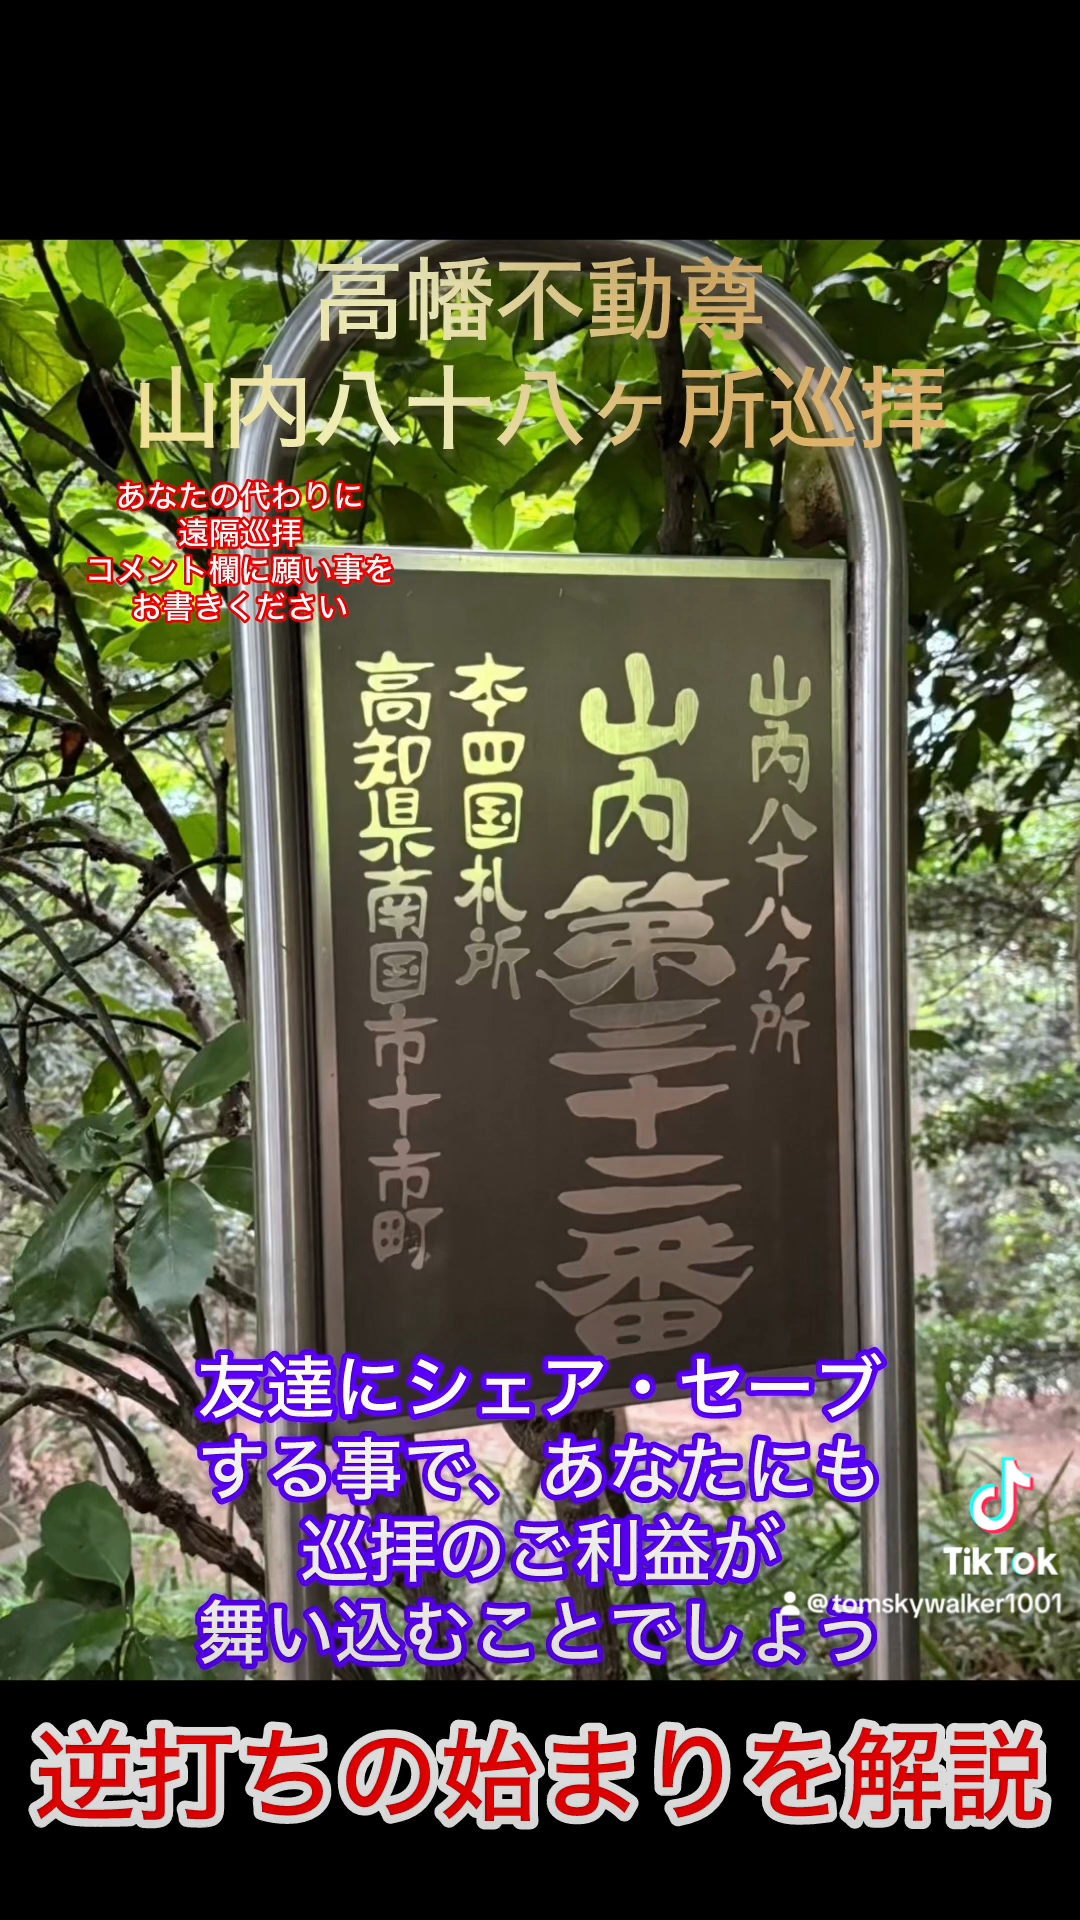 高幡不動尊
山内八十八ヶ所巡拝
あなたの代わりに
遠隔巡拝
コメント欄に願い事を
お書きください
山内八十八ヶ所
山内第三十二番
本四国札所
高知県南国市十市町
友達にシェア・セーブ
する事で、あなたにも
巡拝のご利益が
舞い込むことでしょう
TikTok
@tomskywalker1001
逆打ちの始まりを解説